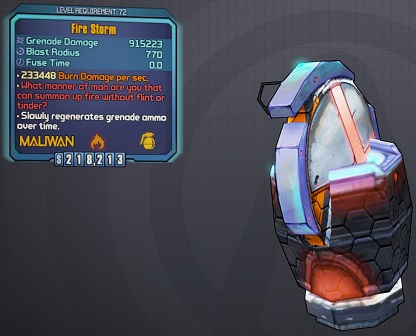 LEVEL REQUIREMENT: 72
Fire Storm
Grenade Damage 915223
Blast Radius 770
Fuse Time 0.0
• 233448 Burn Damage per sec.
• What manner of man are you that
can summon up fire without flint or
tinder?
• Slowly regenerates grenade ammo
over time.
MALIWAN
$218213